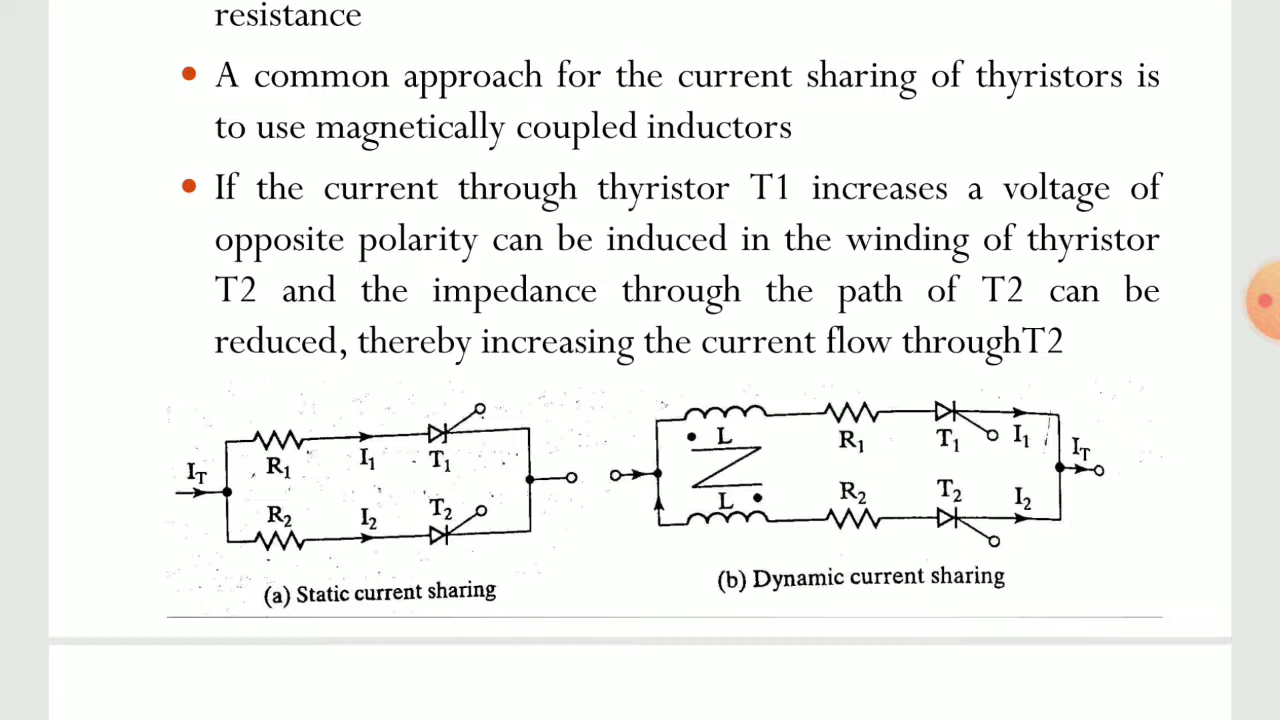 resistance
• A common approach for the current sharing of thyristors is
to use magnetically coupled inductors
• If the current through thyristor T1 increases a voltage of
opposite polarity can be induced in the winding of thyristor
T2 and the impedance through the path of T2 can be
reduced, thereby increasing the current flow throughT2
IT
R1
I1
T1
R2
I2
T2
(a) Static current sharing
L
R1
T1
I1
IT
L
R2
T2
I2
(b) Dynamic current sharing